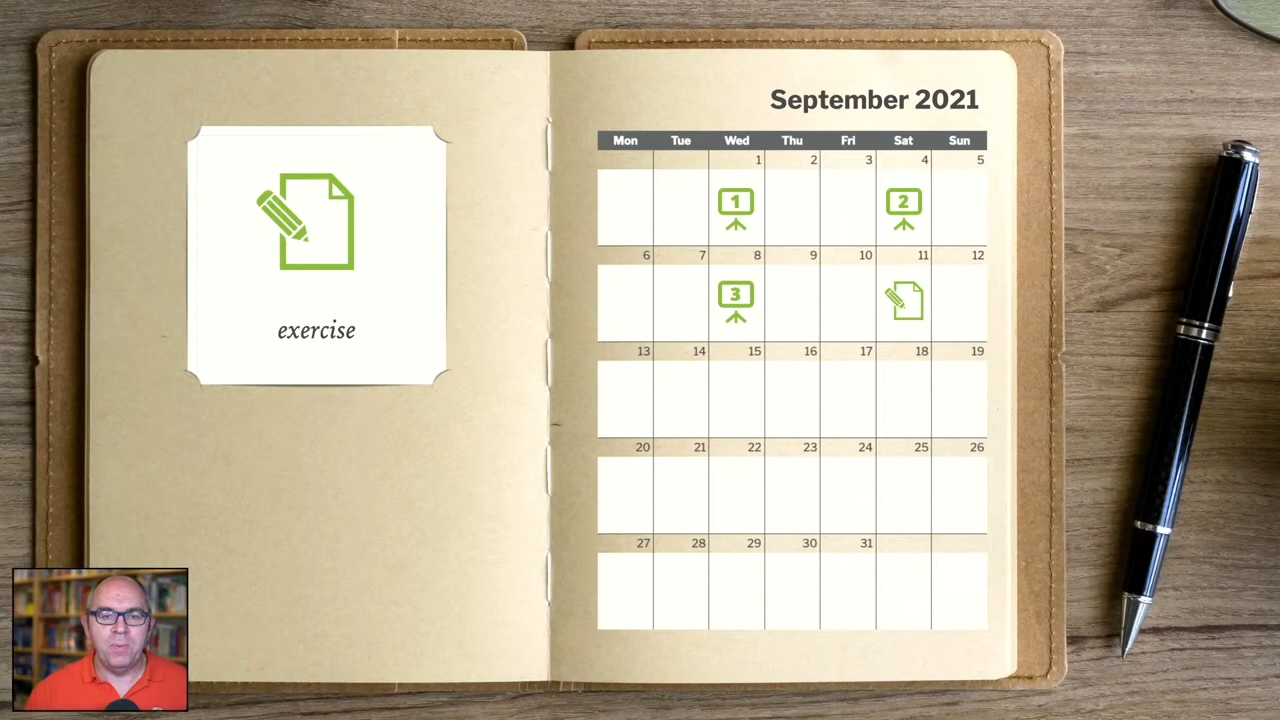 exercise
September 2021
Mon Tue Wed Thu Fri Sat Sun
1 2 3 4 5
1 2
6 7 8 9 10 11 12
3
13 14 15 16 17 18 19
20 21 22 23 24 25 26
27 28 29 30 31